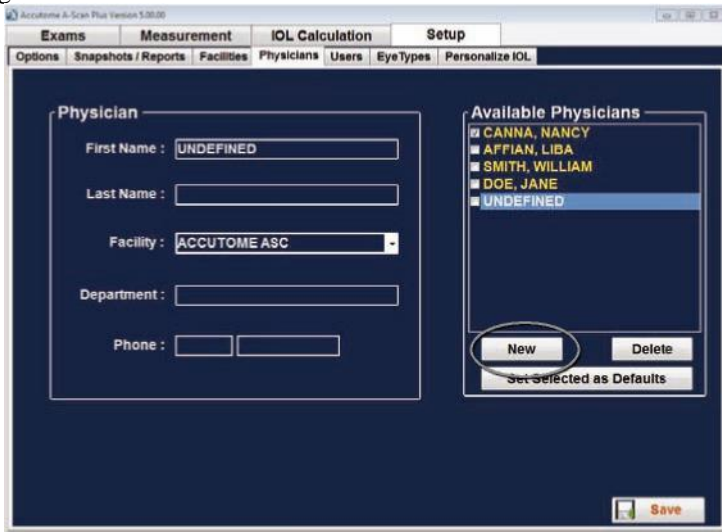 Accutome A-Scan Plus Version 5.00.00
Exams Measurement IOL Calculation Setup
Options Snapshots / Reports Facilities Physicians Users Eye Types Personalize IOL
Physician
First Name : UNDEFINED
Last Name :
Facility : ACCUTOME ASC
Department :
Phone :
Available Physicians
CANNA, NANCY
AFFIAN, LIBA
SMITH, WILLIAM
DOE, JANE
UNDEFINED
New Delete
Set Selected as Defaults
Save